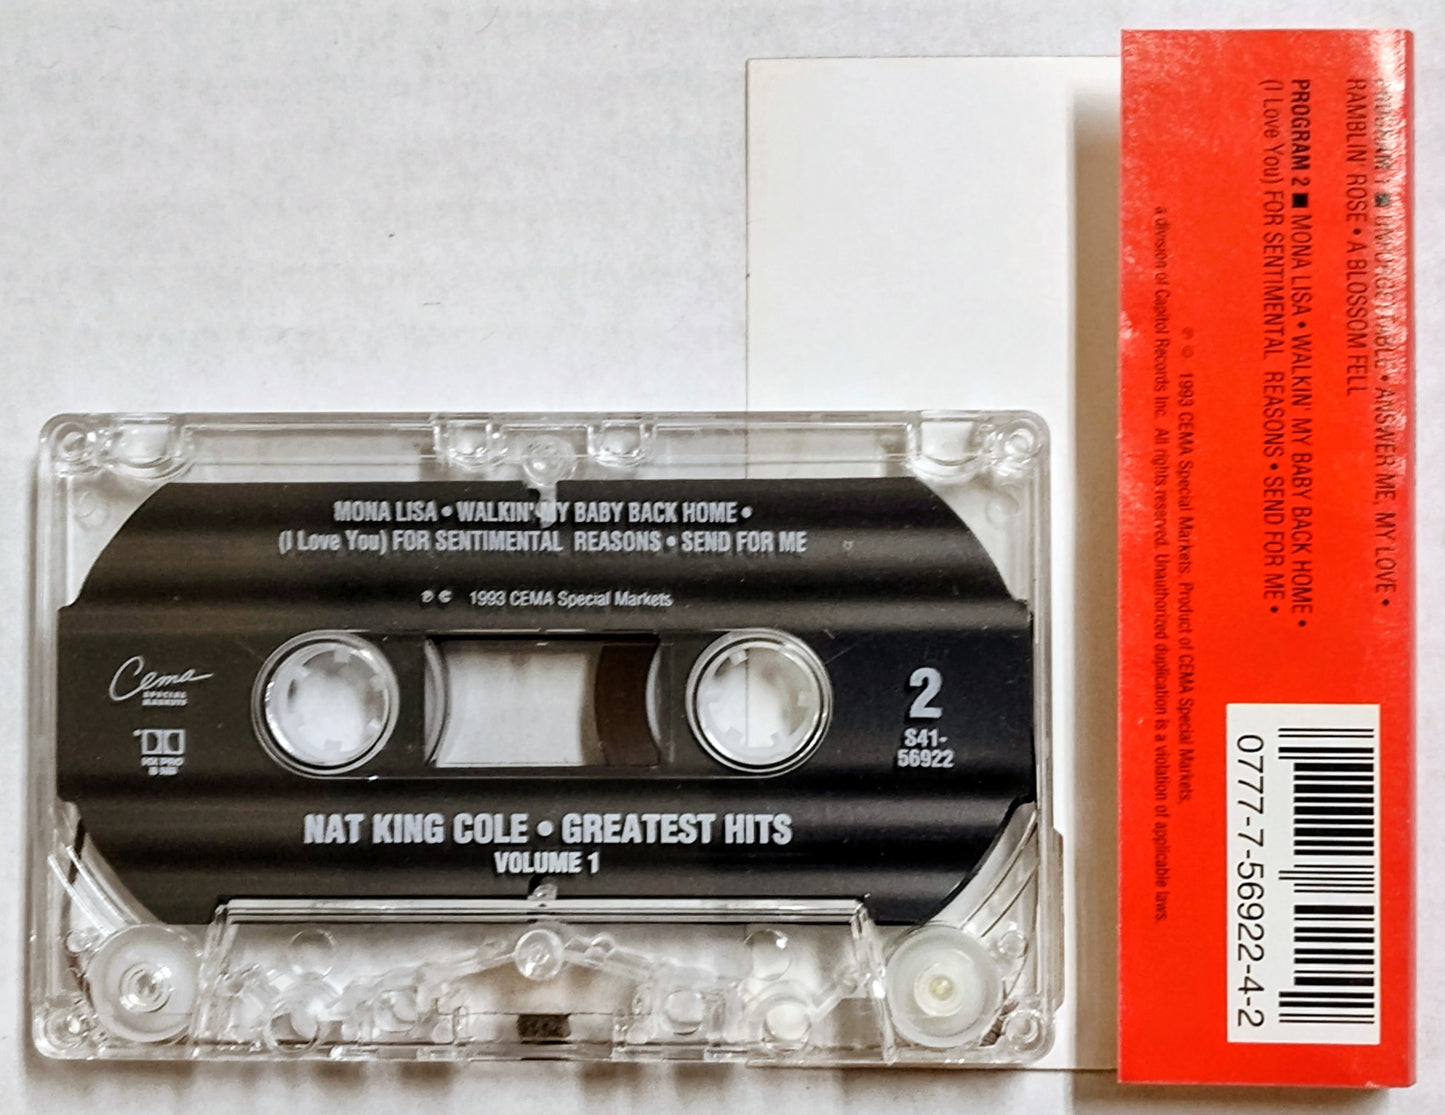 MONA LISA • WALKIN' MY BABY BACK HOME •
(I Love You) FOR SENTIMENTAL REASONS • SEND FOR ME
℗ © 1993 CEMA Special Markets
Cema
SPECIAL
MARKETS
2
S41-
56922
NAT KING COLE • GREATEST HITS
VOLUME 1
PROGRAM 1 ■ UNFORGETTABLE • ANSWER ME, MY LOVE •
RAMBLIN' ROSE • A BLOSSOM FELL
PROGRAM 2 ■ MONA LISA • WALKIN' MY BABY BACK HOME •
(I Love You) FOR SENTIMENTAL REASONS • SEND FOR ME •
℗ © 1993 CEMA Special Markets. Product of CEMA Special Markets,
a division of Capitol Records Inc. All rights reserved. Unauthorized duplication is a violation of applicable laws.
0777-7-56922-4-2